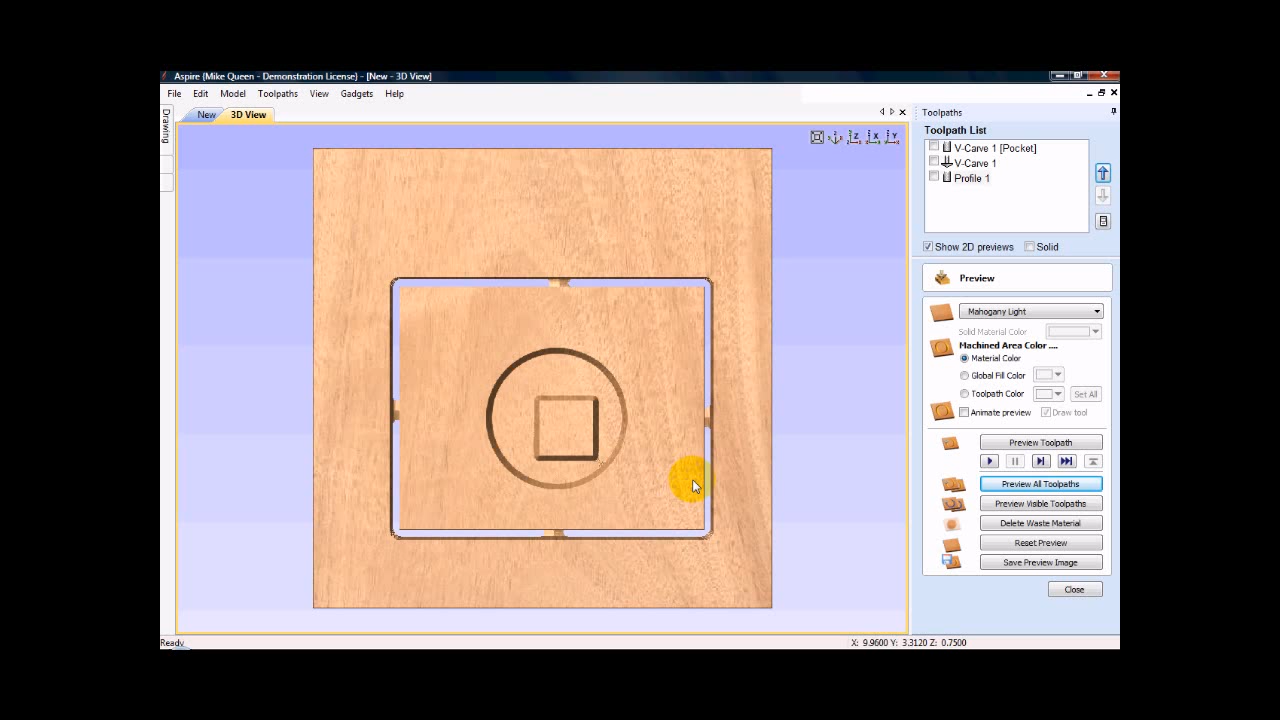 Aspire (Mike Queen - Demonstration License) - [New - 3D View]
File Edit Model Toolpaths View Gadgets Help
Drawing
New 3D View
Toolpaths
Toolpath List
V-Carve 1 [Pocket]
V-Carve 1
Profile 1
Show 2D previews Solid
Preview
Mahogany Light
Solid Material Color
Machined Area Color ....
Material Color
Global Fill Color
Toolpath Color Set All
Animate preview Draw tool
Preview Toolpath
Preview All Toolpaths
Preview Visible Toolpaths
Delete Waste Material
Reset Preview
Save Preview Image
Close
Ready X: 9.9600 Y: 3.3120 Z: 0.7500